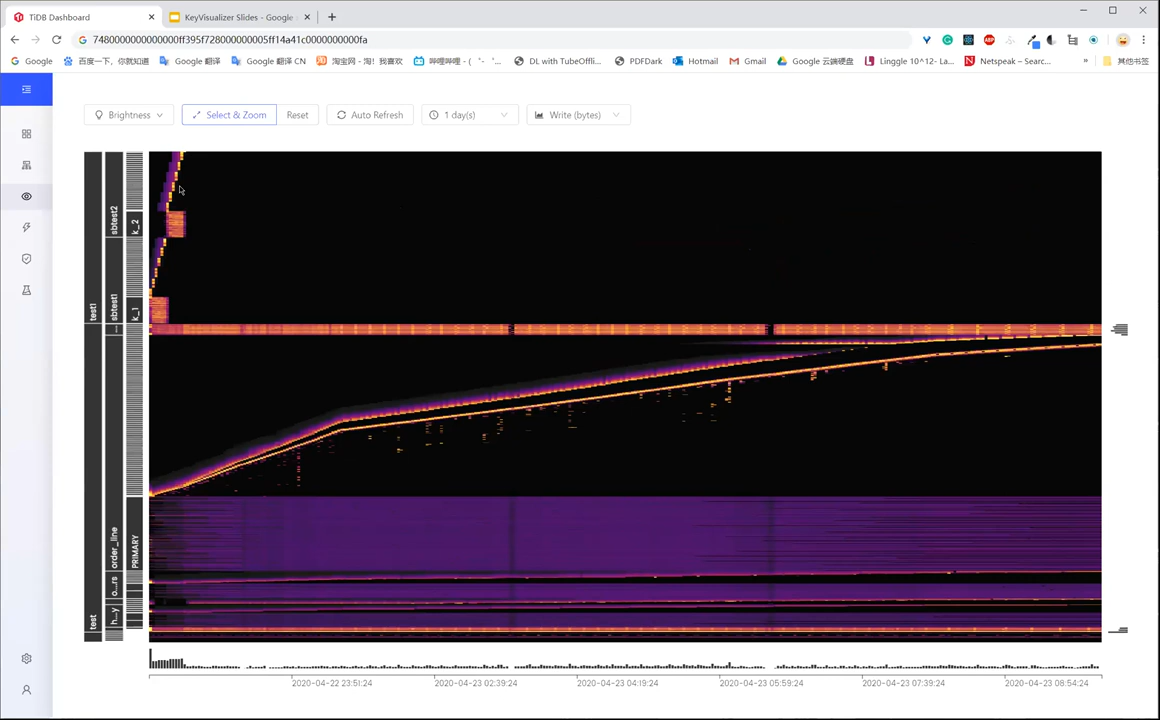 TiDB Dashboard
KeyVisualizer Slides - Google
7480000000000000ff395f728000000005ff14a41c0000000000fa
Google
百度一下，你就知道
Google 翻译
Google 翻译 CN
淘宝网 - 淘！我喜欢
哔哩哔哩 ( ゜- ゜...
DL with TubeOffli...
PDFDark
Hotmail
Gmail
Google 云端硬盘
Linggle 10^12- La...
Netspeak – Searc...
»
其他书签
Brightness
Select & Zoom
Reset
Auto Refresh
1 day(s)
Write (bytes)
test1
sbtest2
k_2
sbtest1
k_1
...
test
order_line
PRIMARY
o...rs
h...y
2020-04-22 23:51:24
2020-04-23 02:39:24
2020-04-23 04:19:24
2020-04-23 05:59:24
2020-04-23 07:39:24
2020-04-23 08:54:24